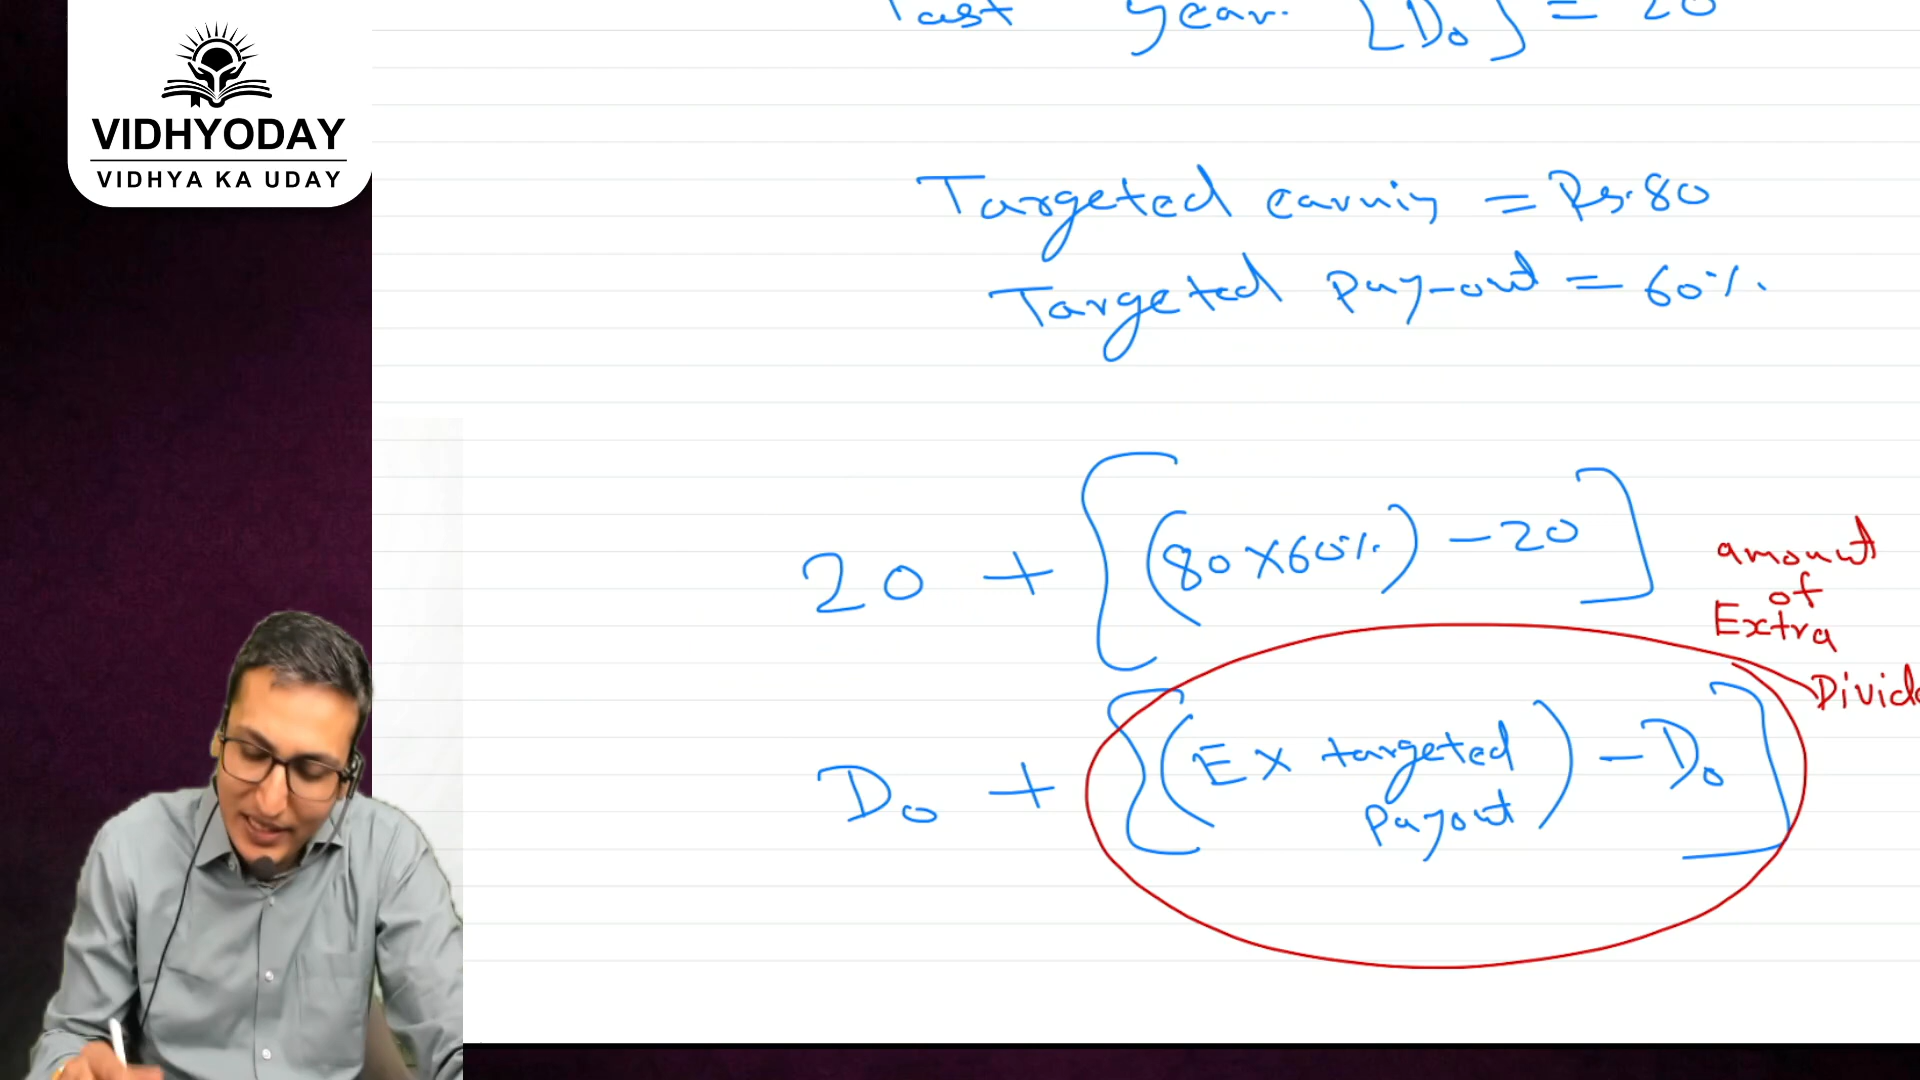 VIDHYODAY
VIDHYA KA UDAY
last year [D₀] = 20
Targeted earning = Rs.80
Targeted Pay-out = 60%.
20 + [(80×60%) - 20]
amount
of
Extra
D₀ + [(E× targeted Payout) - D₀]